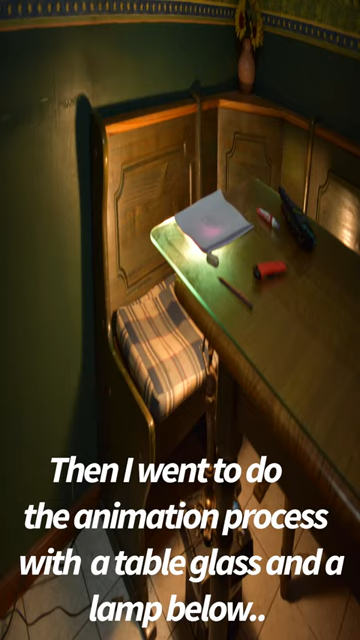 Then I went to do
the animation process
with a table glass and a
lamp below..